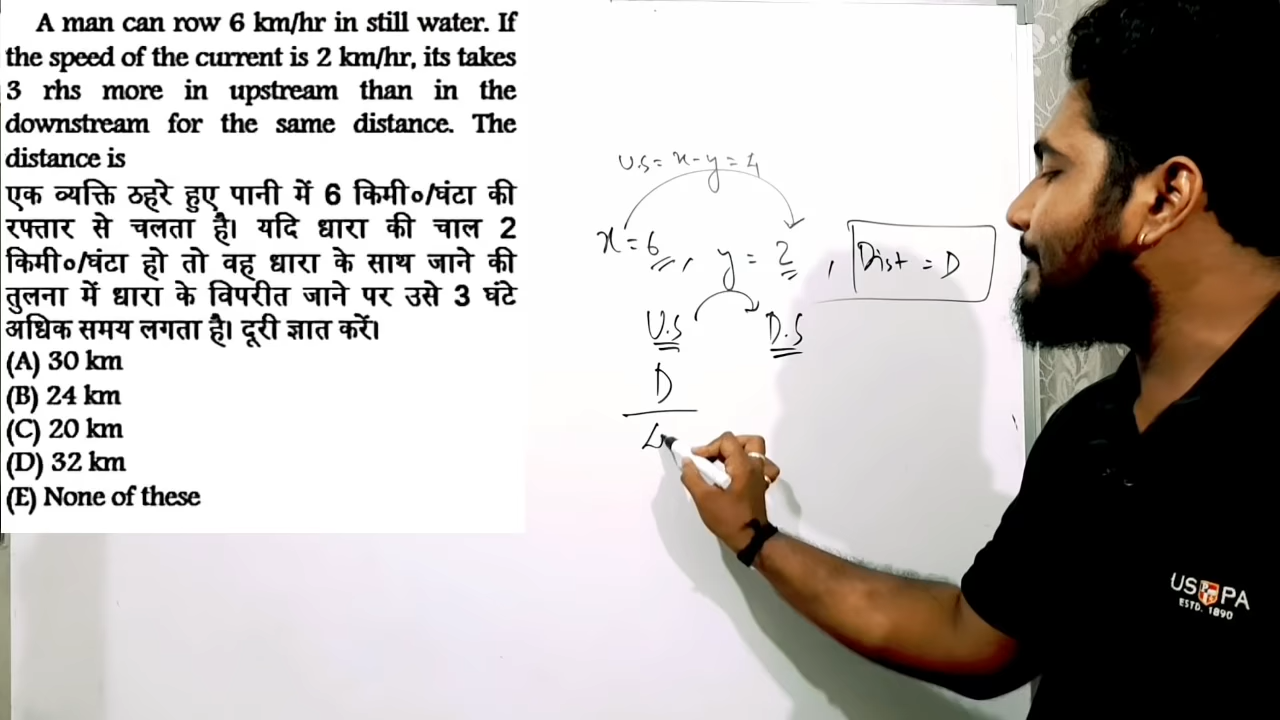 A man can row 6 km/hr in still water. If
the speed of the current is 2 km/hr, its takes
3 rhs more in upstream than in the
downstream for the same distance. The
distance is
एक व्यक्ति ठहरे हुए पानी में 6 किमी०/घंटा की
रफ्तार से चलता है। यदि धारा की चाल 2
किमी०/घंटा हो तो वह धारा के साथ जाने की
तुलना में धारा के विपरीत जाने पर उसे 3 घंटे
अधिक समय लगता है। दूरी ज्ञात करें।
(A) 30 km
(B) 24 km
(C) 20 km
(D) 32 km
(E) None of these
U.S = x - y = 4
x = 6, y = 2, Dist = D
U.S D.S
D
4
US PA
ESTD. 1890